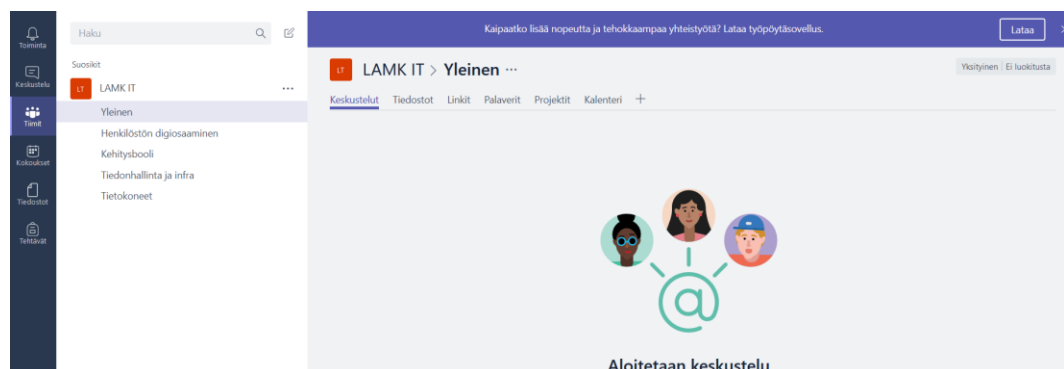 Toiminta
Keskustelu
Tiimit
Kokoukset
Tiedostot
Tehtävät
Haku
Suosikit
LT LAMK IT ...
Yleinen
Henkilöstön digiosaaminen
Kehitysbooli
Tiedonhallinta ja infra
Tietokoneet
Kaipaatko lisää nopeutta ja tehokkaampaa yhteistyötä? Lataa työpöytäsovellus.
Lataa
LT LAMK IT > Yleinen ...
Yksityinen | Ei luokitusta
Keskustelut Tiedostot Linkit Palaverit Projektit Kalenteri +
@
Aloitetaan keskustelu